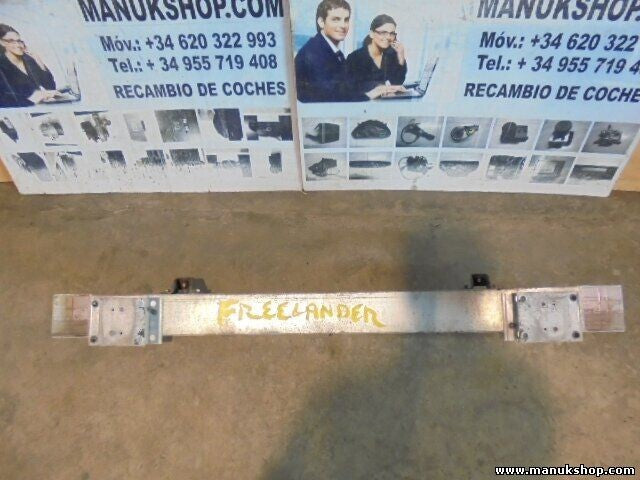 MANUKSHOP.COM
Móv.: +34 620 322 993
Tel.: + 34 955 719 408
RECAMBIO DE COCHES
MANUKSHOP.COM
Móv.: +34 620 322
Tel.: + 34 955 719 4
RECAMBIO DE COCHE
FREELANDER
www.manukshop.com